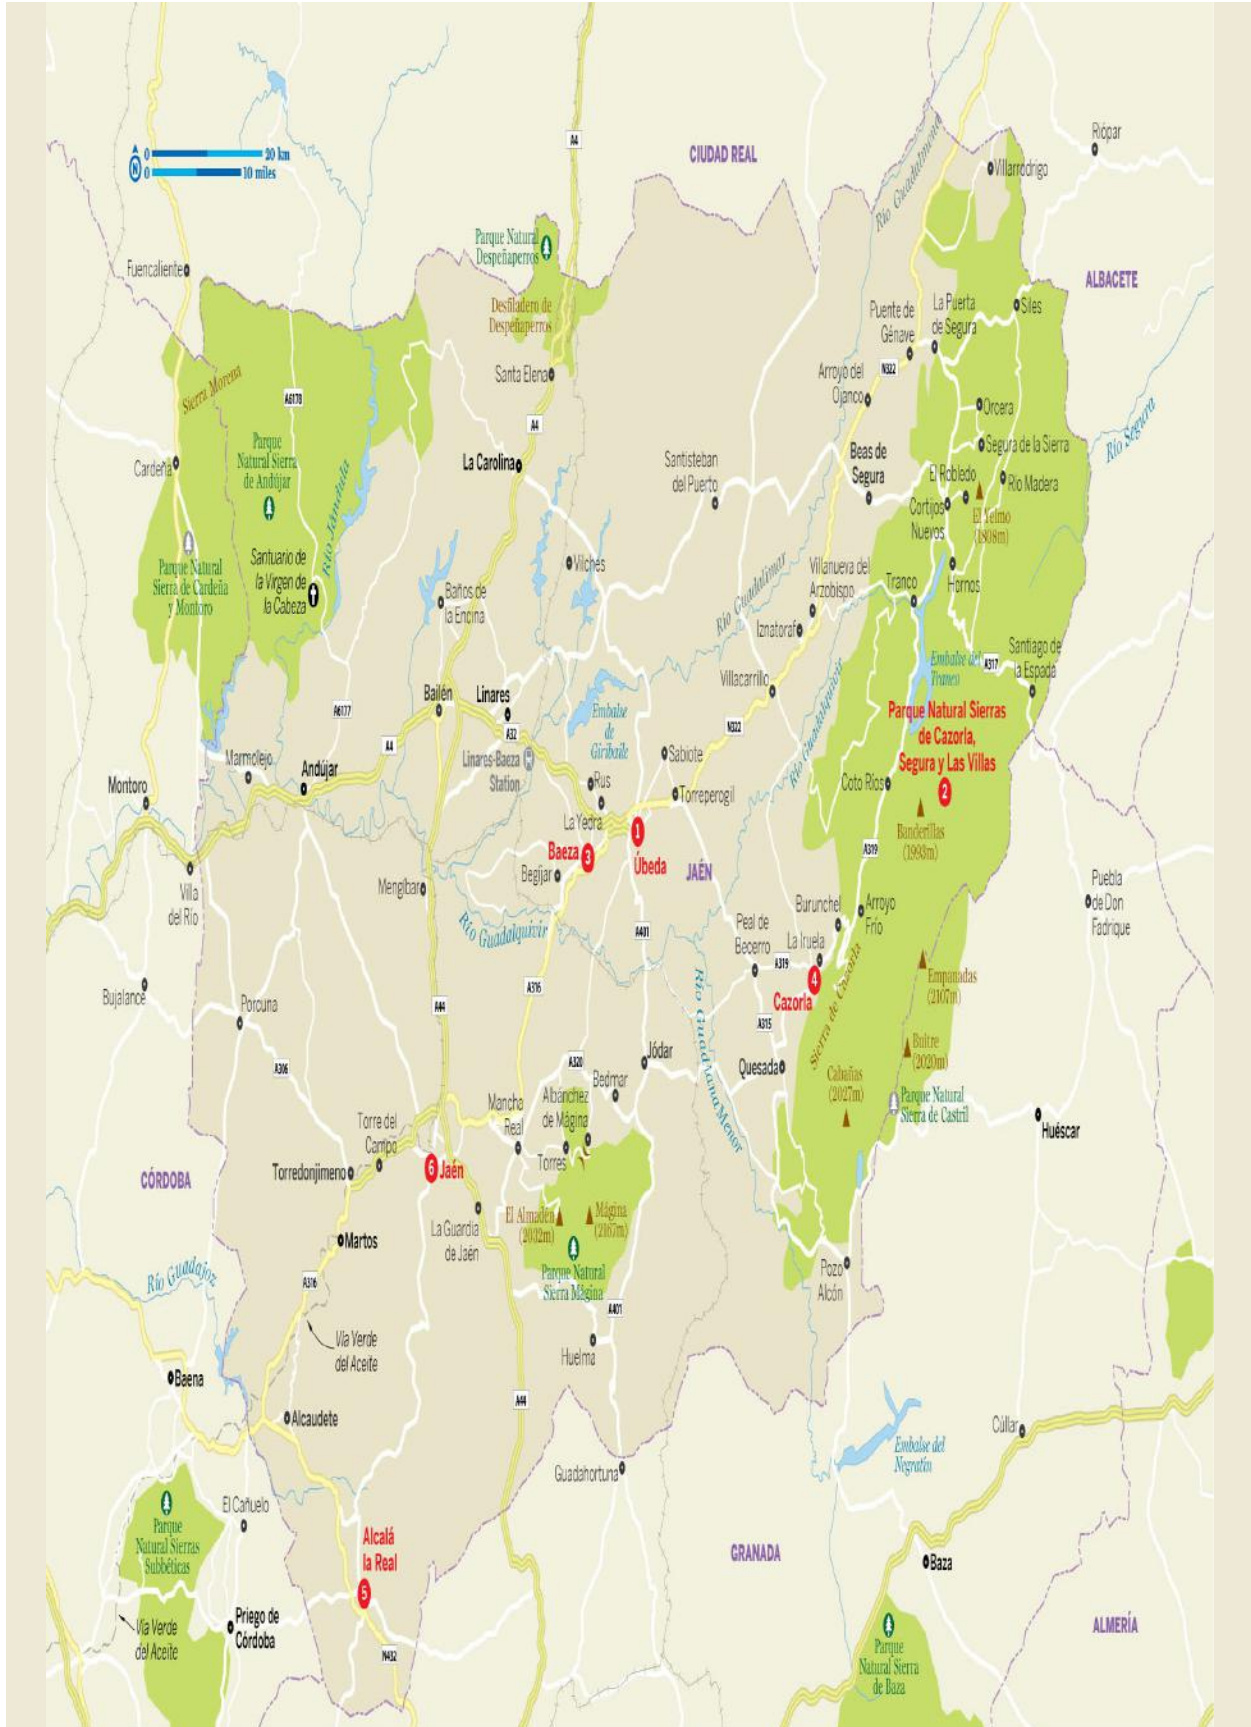 0 20 km
N 0 10 miles
A4
CIUDAD REAL
Río Guadalmena
Riópar
Villarrodrigo
Parque Natural
Despeñaperros
Fuencaliente
ALBACETE
Desfiladero de
Despeñaperros
La Puerta
de Segura
Siles
Puente de
Génave
Santa Elena
N322
Arroyo del
Ojanco
Sierra Morena
A6178
Orcera
Río Segura
A4
Parque
Natural Sierra
de Andújar
Cardeña
La Carolina
Santisteban
del Puerto
Beas de
Segura
Segura de la Sierra
El Robledo
Río Madera
Río Jándula
Cortijos
Nuevos
El Yelmo
(1808m)
Santuario de
la Virgen de
la Cabeza
Parque Natural
Sierra de Cardeña
y Montoro
Vilches
Villanueva del
Arzobispo
Tranco
Hornos
Baños de
la Encina
Río Guadalimar
Iznatoraf
Santiago de
la Espada
A317
Embalse del
Tranco
Villacarrillo
Río Guadalquivir
Bailén
Linares
A6177
Embalse
de
Giribaile
Parque Natural Sierras
de Cazorla,
Segura y Las Villas
2
N322
A32
A4
Linares-Baeza
Station
Sabiote
Marmolejo
Andújar
Rus
Coto Ríos
Montoro
Torreperogil
La Yedra
Banderillas
(1993m)
1
Úbeda
Baeza
3
A319
JAÉN
Villa
del Río
Mengíbar
Begíjar
Puebla
de Don
Fadrique
Burunchel
Arroyo
Frío
Río Guadalquivir
A401
Peal de
Becerro
La Iruela
A319
Empanadas
(2107m)
Bujalance
A316
4
Cazorla
Sierra de Cazorla
Porcuna
A44
Río Guadiana Menor
A315
Buitre
(2020m)
Jódar
A306
A320
Quesada
Bedmar
Cabañas
(2027m)
Albánchez
de Mágina
Mancha
Real
Parque Natural
Sierra de Castril
Torre del
Campo
Huéscar
Torredonjimeno
6
Jaén
Torres
CÓRDOBA
El Almadén
(2032m)
Mágina
(2167m)
La Guardia
de Jaén
Martos
Río Guadajoz
Parque Natural
Sierra Mágina
Pozo
Alcón
A316
A401
Vía Verde
del Aceite
Huelma
Baena
A44
Alcaudete
Cúllar
Embalse del
Negratín
Guadahortuna
El Cañuelo
Parque
Natural Sierras
Subbéticas
Alcalá
la Real
5
GRANADA
Baza
Priego de
Córdoba
Vía Verde
del Aceite
ALMERÍA
N432
Parque
Natural Sierra
de Baza